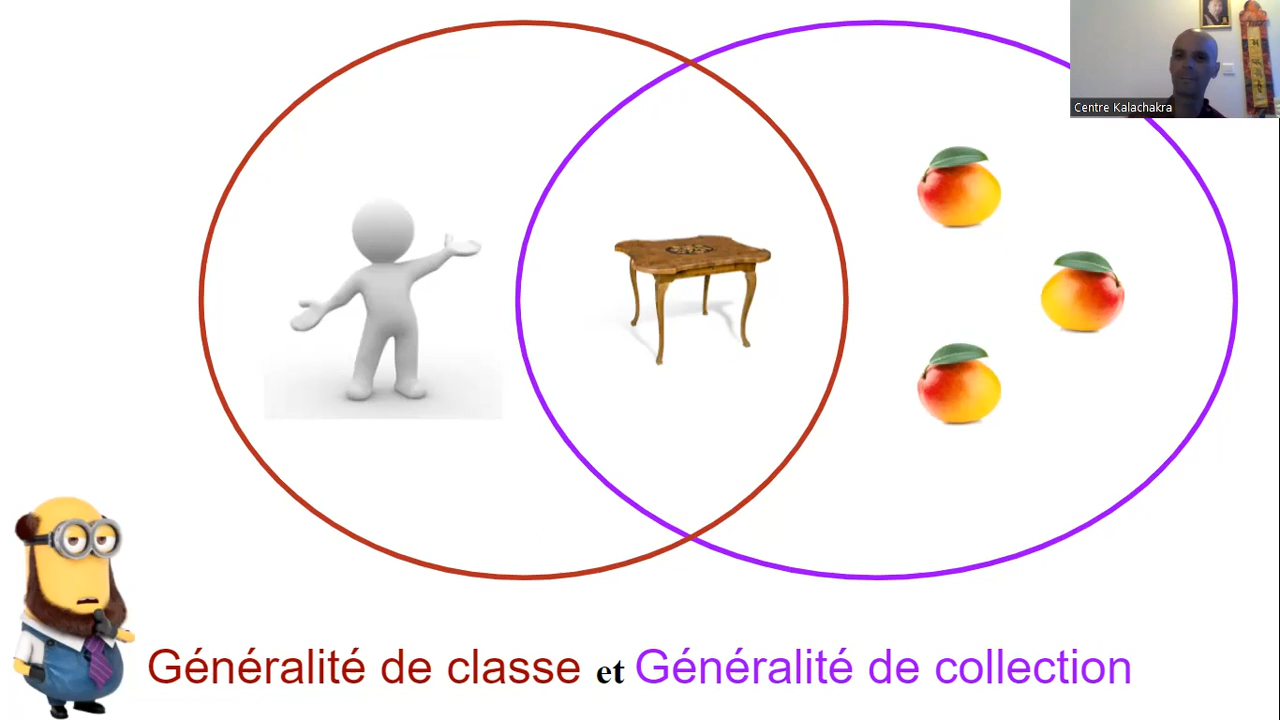 Centre Kalachakra
Généralité de classe et Généralité de collection